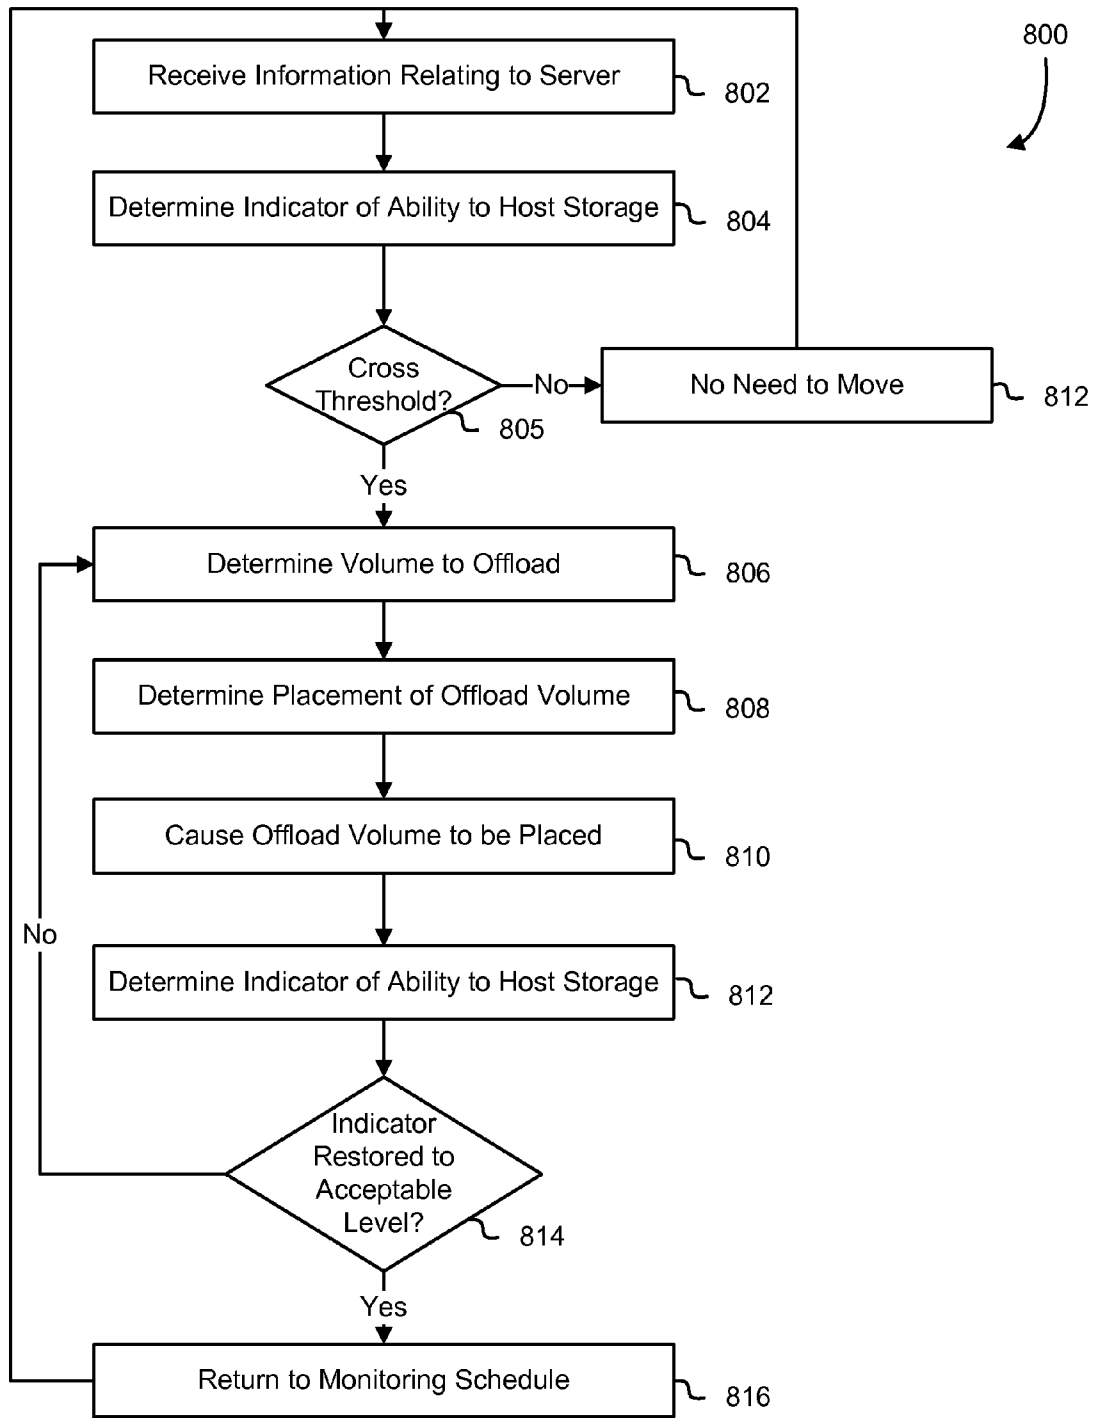 800
Receive Information Relating to Server
802
Determine Indicator of Ability to Host Storage
804
Cross
Threshold?
805
No
No Need to Move
812
Yes
Determine Volume to Offload
806
Determine Placement of Offload Volume
808
Cause Offload Volume to be Placed
810
No
Determine Indicator of Ability to Host Storage
812
Indicator
Restored to
Acceptable
Level?
814
Yes
Return to Monitoring Schedule
816